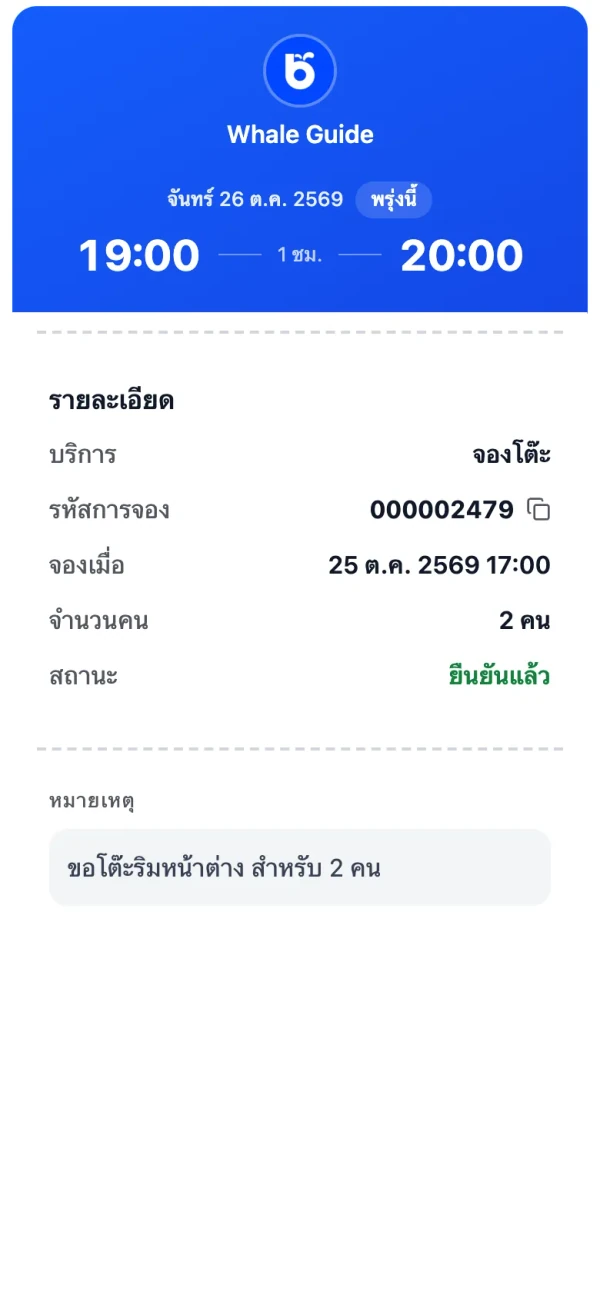 Whale Guide
จันทร์ 26 ต.ค. 2569 พรุ่งนี้
19:00 1 ชม. 20:00
รายละเอียด
บริการ จองโต๊ะ
รหัสการจอง 000002479
จองเมื่อ 25 ต.ค. 2569 17:00
จำนวนคน 2 คน
สถานะ ยืนยันแล้ว
หมายเหตุ
ขอโต๊ะริมหน้าต่าง สำหรับ 2 คน